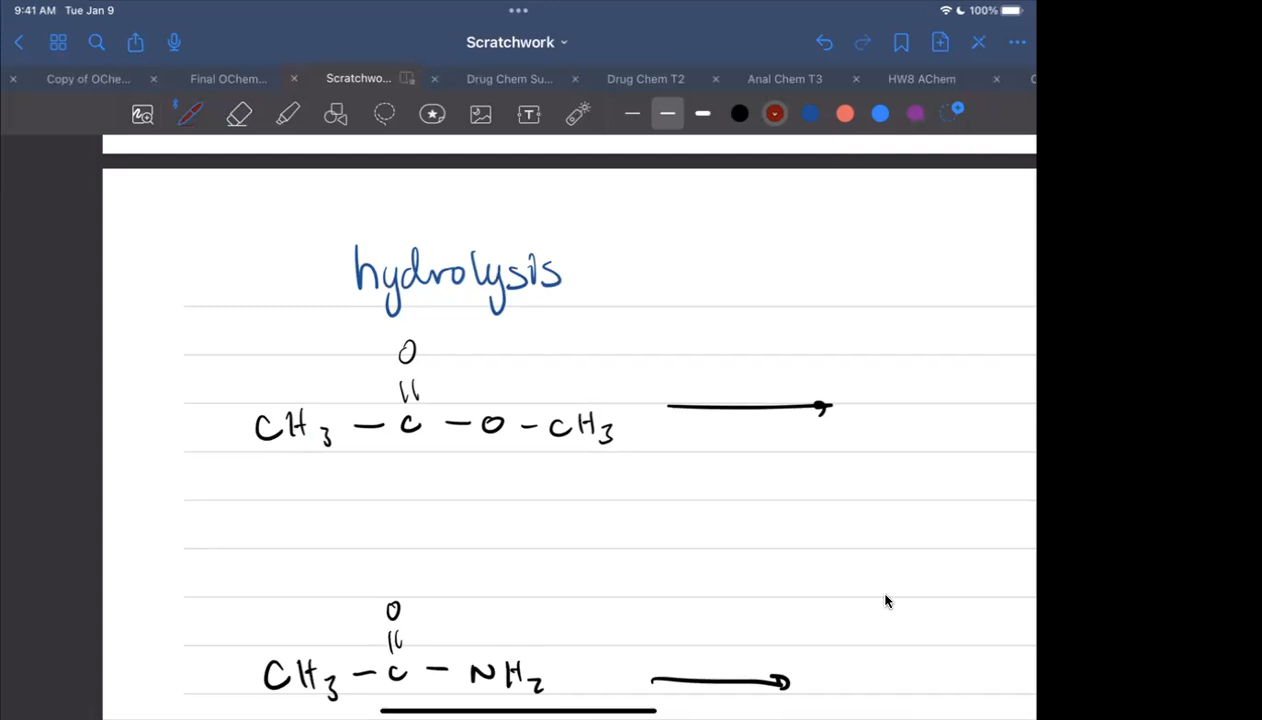 9:41 AM Tue Jan 9
100%
Scratchwork
Copy of OChe...
Final OChem...
Scratchwo...
Drug Chem Su...
Drug Chem T2
Anal Chem T3
HW8 AChem
T
hydrolysis
O
||
CH3 — C — O - CH3
O
||
CH3 — C — NH2